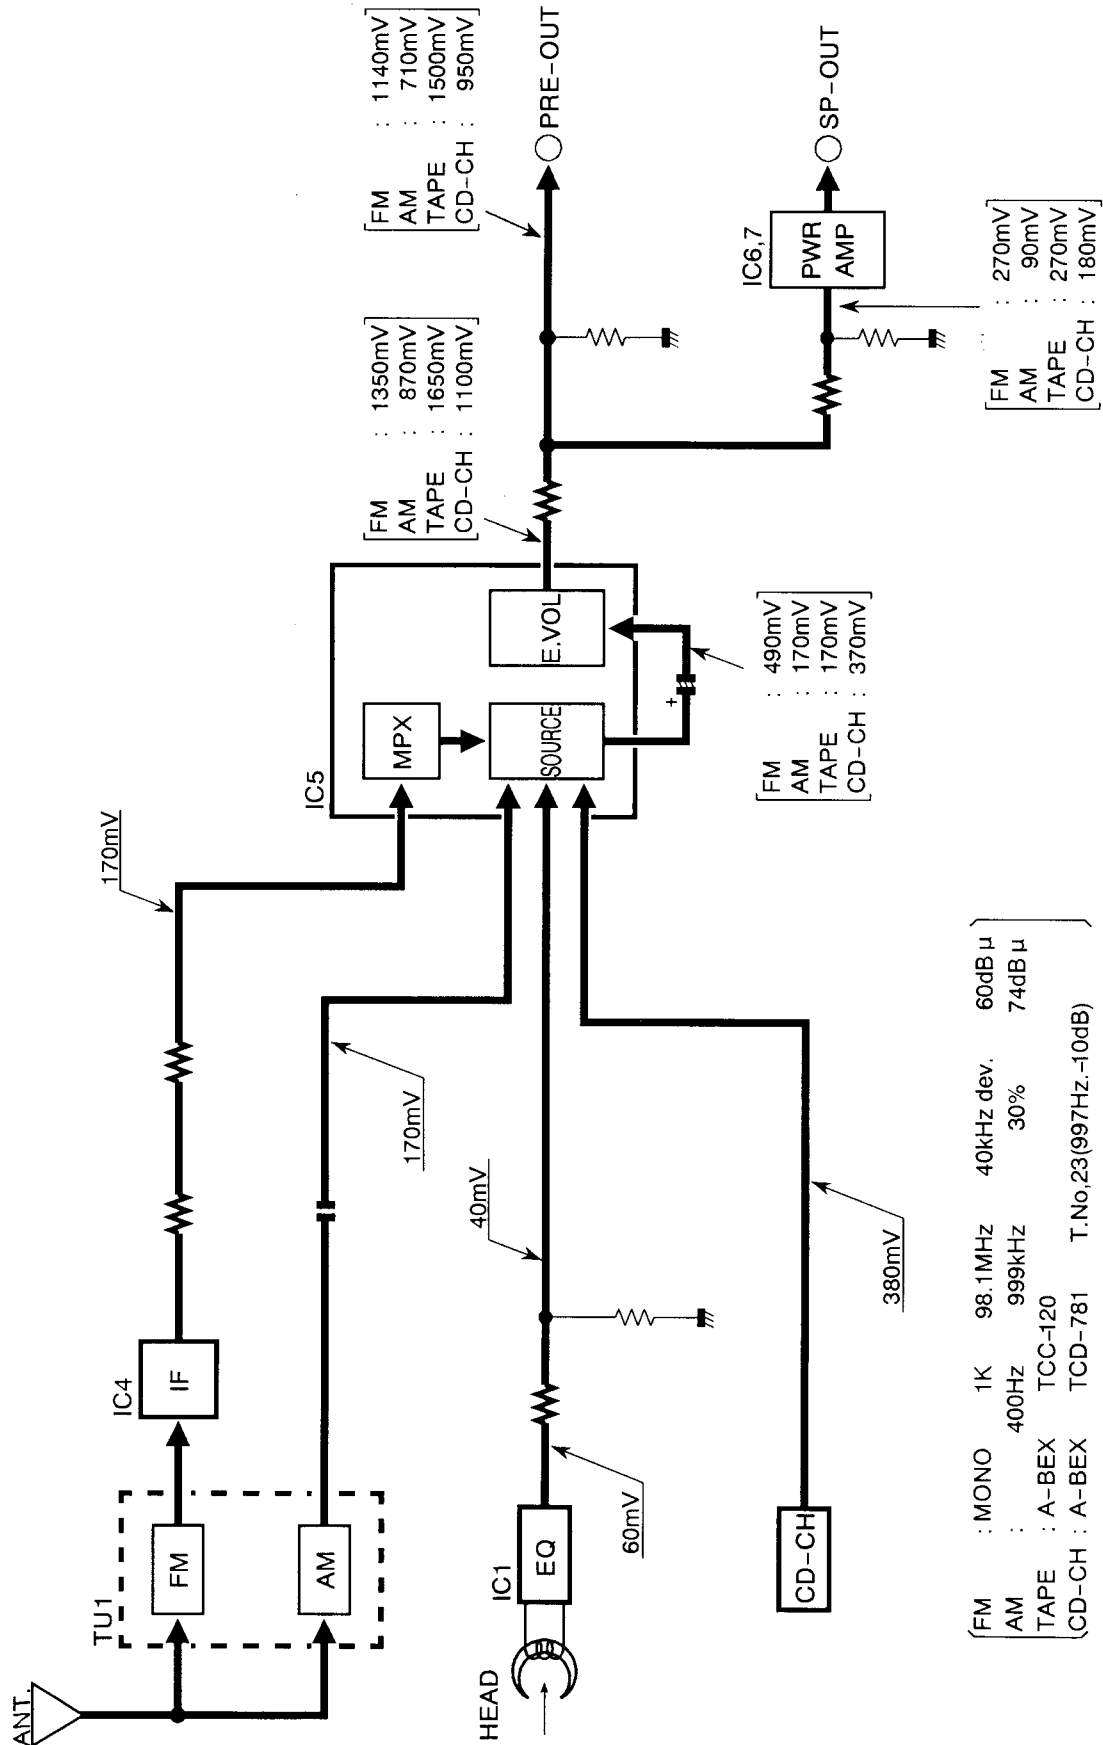 ANT.
TU1
FM
AM
IC4
IF
170mV
170mV
HEAD
IC1
EQ
60mV
40mV
CD-CH
380mV
IC5
MPX
SOURCE
E.VOL
+
FM : 490mV
AM : 170mV
TAPE : 170mV
CD-CH : 370mV
FM : 1350mV
AM : 870mV
TAPE : 1650mV
CD-CH : 1100mV
FM : 1140mV
AM : 710mV
TAPE : 1500mV
CD-CH : 950mV
PRE-OUT
IC6,7
PWR
AMP
SP-OUT
FM : 270mV
AM : 90mV
TAPE : 270mV
CD-CH : 180mV
FM : MONO 1K 98.1MHz 40kHz dev. 60dBμ
AM : 400Hz 999kHz 30% 74dBμ
TAPE : A-BEX TCC-120
CD-CH : A-BEX TCD-781 T.No,23(997Hz.-10dB)